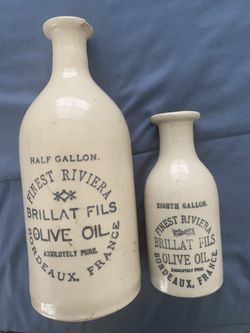 HALF GALLON.
FINEST RIVIERA
BRILLAT FILS
OLIVE OIL
ABSOLUTELY PURE
BORDEAUX, FRANCE
EIGHTH GALLON.
FINEST RIVIERA
BRILLAT FILS
OLIVE OIL
ABSOLUTELY PURE
BORDEAUX, FRANCE